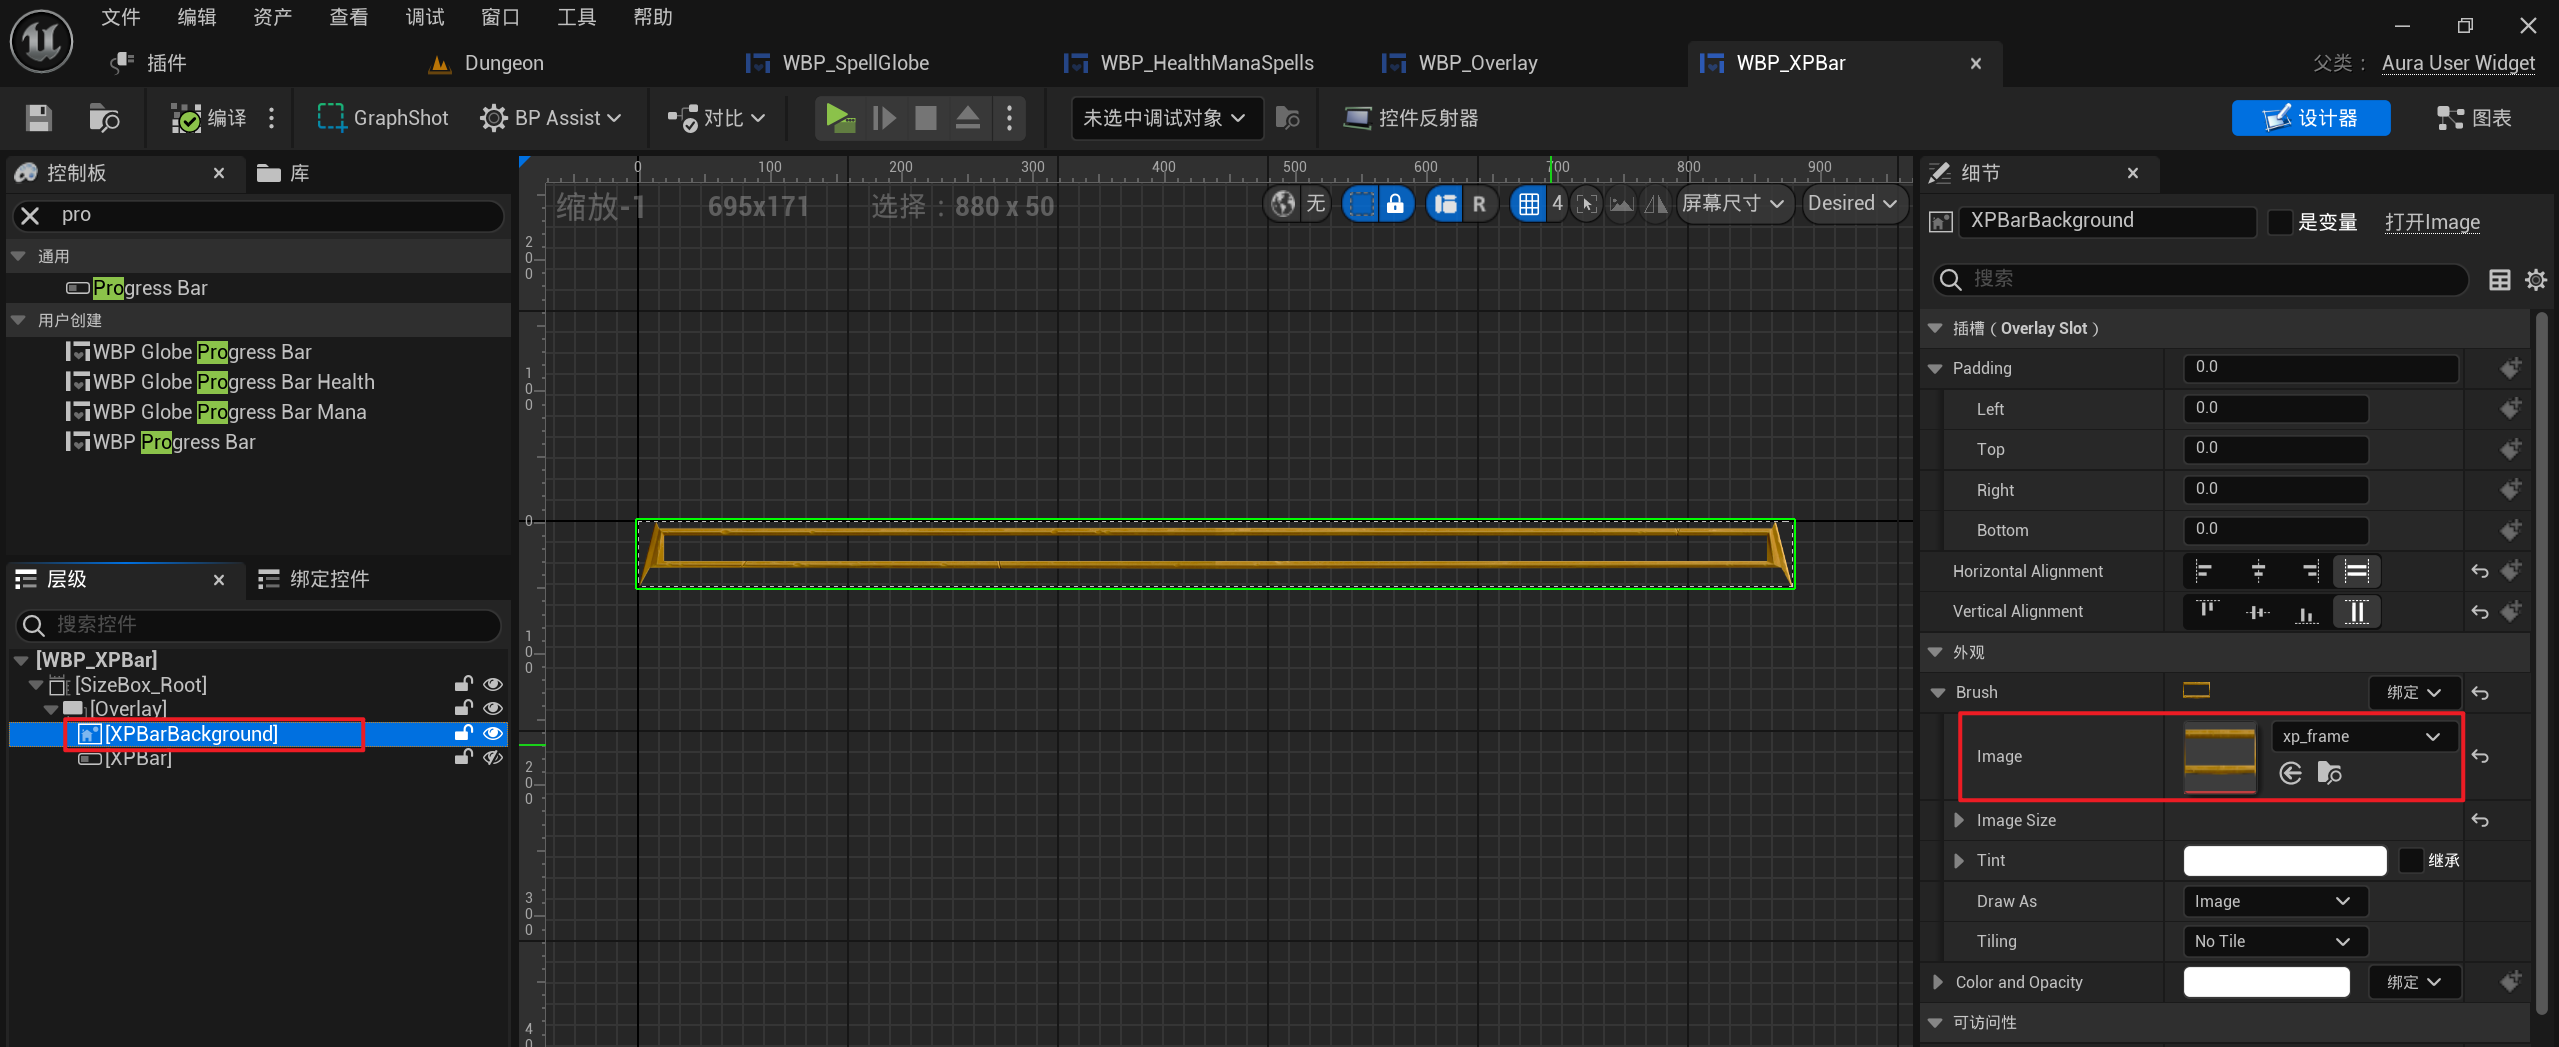 文件 编辑 资产 查看 调试 窗口 工具 帮助
插件 Dungeon WBP_SpellGlobe WBP_HealthManaSpells WBP_Overlay WBP_XPBar 父类： Aura User Widget
编译 GraphShot BP Assist 对比 未选中调试对象 控件反射器 设计器 图表
控制板 库
pro
通用
Progress Bar
用户创建
WBP Globe Progress Bar
WBP Globe Progress Bar Health
WBP Globe Progress Bar Mana
WBP Progress Bar
层级 绑定控件
搜索控件
[WBP_XPBar]
[SizeBox_Root]
[Overlay]
[XPBarBackground]
[XPBar]
0 100 200 300 400 500 600 700 800 900
缩放-1 695x171 选择：880 x 50
无 R 4 屏幕尺寸 Desired
200
100
0
100
200
300
40
细节
XPBarBackground 是变量 打开Image
搜索
插槽（Overlay Slot）
Padding 0.0
Left 0.0
Top 0.0
Right 0.0
Bottom 0.0
Horizontal Alignment
Vertical Alignment
外观
Brush 绑定
Image xp_frame
Image Size
Tint 继承
Draw As Image
Tiling No Tile
Color and Opacity 绑定
可访问性